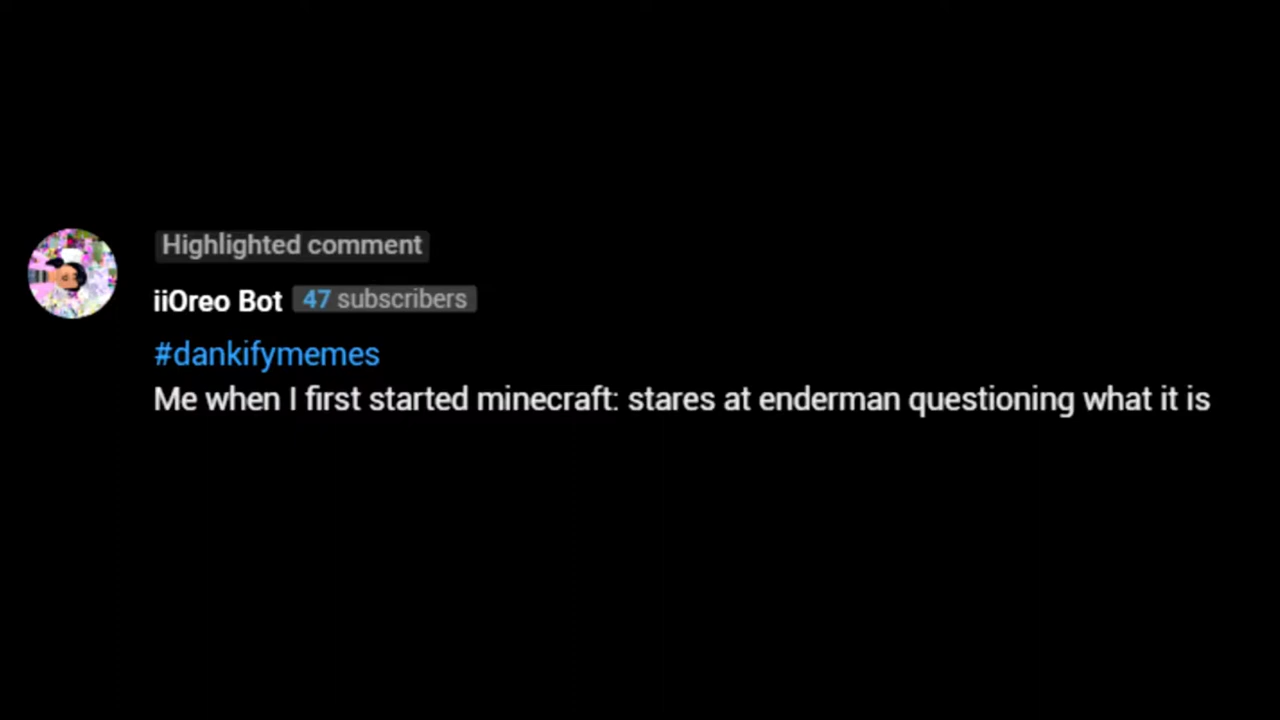 Highlighted comment
iiOreo Bot 47 subscribers
#dankifymemes
Me when I first started minecraft: stares at enderman questioning what it is